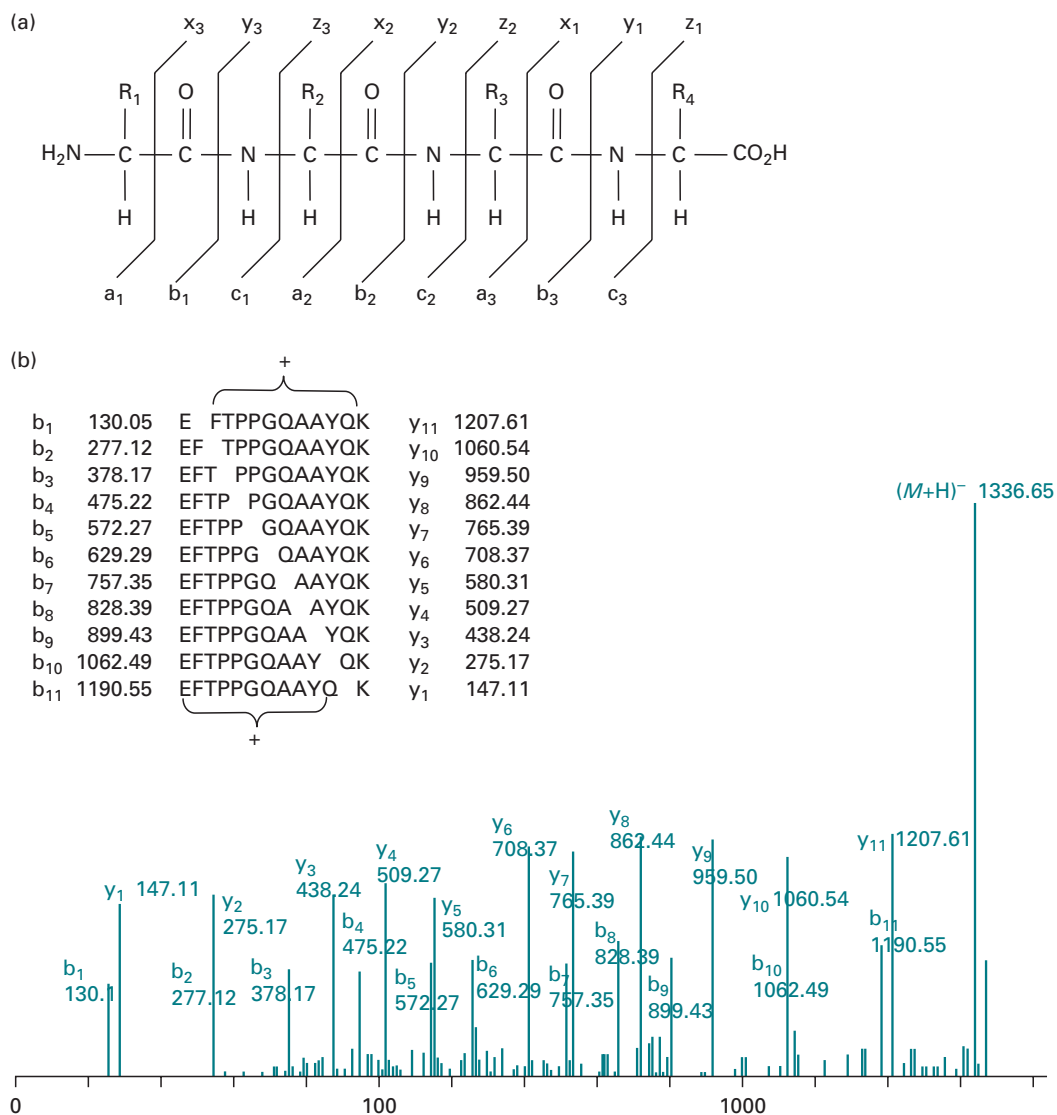 (a)
x3 y3 z3 x2 y2 z2 x1 y1 z1
R1 O R2 O R3 O R4
H2N C C N C C N C C N C CO2H
H H H H H H H
a1 b1 c1 a2 b2 c2 a3 b3 c3
(b)
+
b1 130.05 E FTPPGQAAYQK y11 1207.61
b2 277.12 EF TPPGQAAYQK y10 1060.54
b3 378.17 EFT PPGQAAYQK y9 959.50
b4 475.22 EFTP PGQAAYQK y8 862.44
b5 572.27 EFTPP GQAAYQK y7 765.39
b6 629.29 EFTPPG QAAYQK y6 708.37
b7 757.35 EFTPPGQ AAYQK y5 580.31
b8 828.39 EFTPPGQA AYQK y4 509.27
b9 899.43 EFTPPGQAA YQK y3 438.24
b10 1062.49 EFTPPGQAAY QK y2 275.17
b11 1190.55 EFTPPGQAAYQ K y1 147.11
+
(M+H)− 1336.65
y1 147.11
y2
275.17
y3
438.24
y4
509.27
y5
580.31
y6
708.37
y7
765.39
y8
862.44
y9
959.50
y10 1060.54
y11 1207.61
b1
130.1
b2
277.12
b3
378.17
b4
475.22
b5
572.27
b6
629.29
b7
757.35
b8
828.39
b9
899.43
b10
1062.49
b11
1190.55
0 100 1000